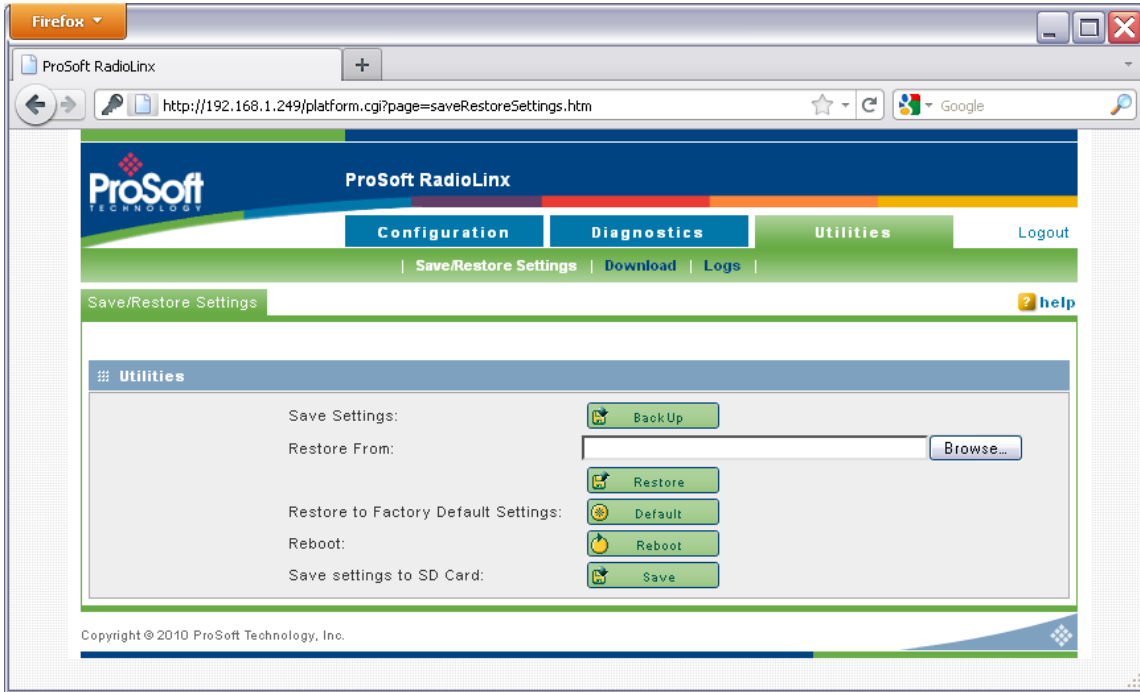 Firefox
ProSoft RadioLinx
http://192.168.1.249/platform.cgi?page=saveRestoreSettings.htm
Google
ProSoft
TECHNOLOGY
ProSoft RadioLinx
Configuration Diagnostics Utilities Logout
| Save/Restore Settings | Download | Logs |
Save/Restore Settings
? help
Utilities
Save Settings: BackUp
Restore From: Browse...
Restore
Restore to Factory Default Settings: Default
Reboot: Reboot
Save settings to SD Card: Save
Copyright © 2010 ProSoft Technology, Inc.